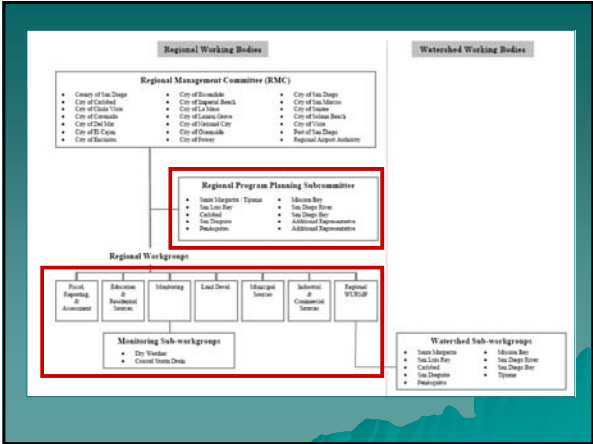 Regional Working Bodies
Watershed Working Bodies
Regional Management Committee (RMC)
• County of San Diego
• City of Carlsbad
• City of Chula Vista
• City of Coronado
• City of Del Mar
• City of El Cajon
• City of Encinitas
• City of Escondido
• City of Imperial Beach
• City of La Mesa
• City of Lemon Grove
• City of National City
• City of Oceanside
• City of Poway
• City of San Diego
• City of San Marcos
• City of Santee
• City of Solana Beach
• City of Vista
• Port of San Diego
• Regional Airport Authority
Regional Program Planning Subcommittee
• Santa Margarita / Tijuana
• San Luis Rey
• Carlsbad
• San Dieguito
• Peñasquitos
• Mission Bay
• San Diego River
• San Diego Bay
• Additional Representative
• Additional Representative
Regional Workgroups
Fiscal,
Reporting,
&
Assessment
Education
&
Residential
Sources
Monitoring
Land Devel.
Municipal
Sources
Industrial
&
Commercial
Sources
Regional
WURMP
Monitoring Sub-workgroups
• Dry Weather
• Coastal Storm Drain
Watershed Sub-workgroups
• Santa Margarita
• San Luis Rey
• Carlsbad
• San Dieguito
• Peñasquitos
• Mission Bay
• San Diego River
• San Diego Bay
• Tijuana